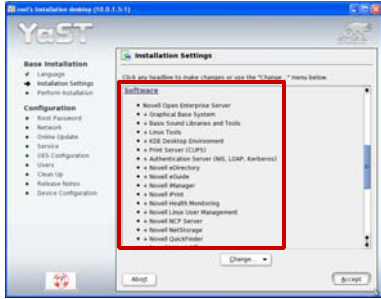 root's Installation desktop (10.0.1.5:1)
YaST
Base Installation
Language
Installation Settings
Perform Installation
Configuration
Root Password
Network
Online Update
Service
OES Configuration
Users
Clean Up
Release Notes
Device Configuration
Installation Settings
Click any headline to make changes or use the "Change..." menu below.
Software
Novell Open Enterprise Server
+ Graphical Base System
+ Basic Sound Libraries and Tools
+ Linux Tools
+ KDE Desktop Environment
+ Print Server (CUPS)
+ Authentication Server (NIS, LDAP, Kerberos)
+ Novell eDirectory
+ Novell eGuide
+ Novell iManager
+ Novell iPrint
+ Novell Health Monitoring
+ Novell Linux User Management
+ Novell NCP Server
+ Novell NetStorage
+ Novell QuickFinder
Change...
Abort
Accept